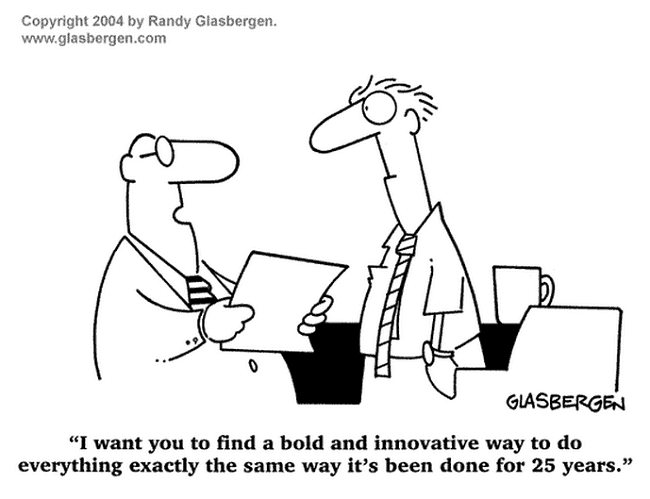 Copyright 2004 by Randy Glasbergen.
www.glasbergen.com
GLASBERGEN
“I want you to find a bold and innovative way to do
everything exactly the same way it’s been done for 25 years.”